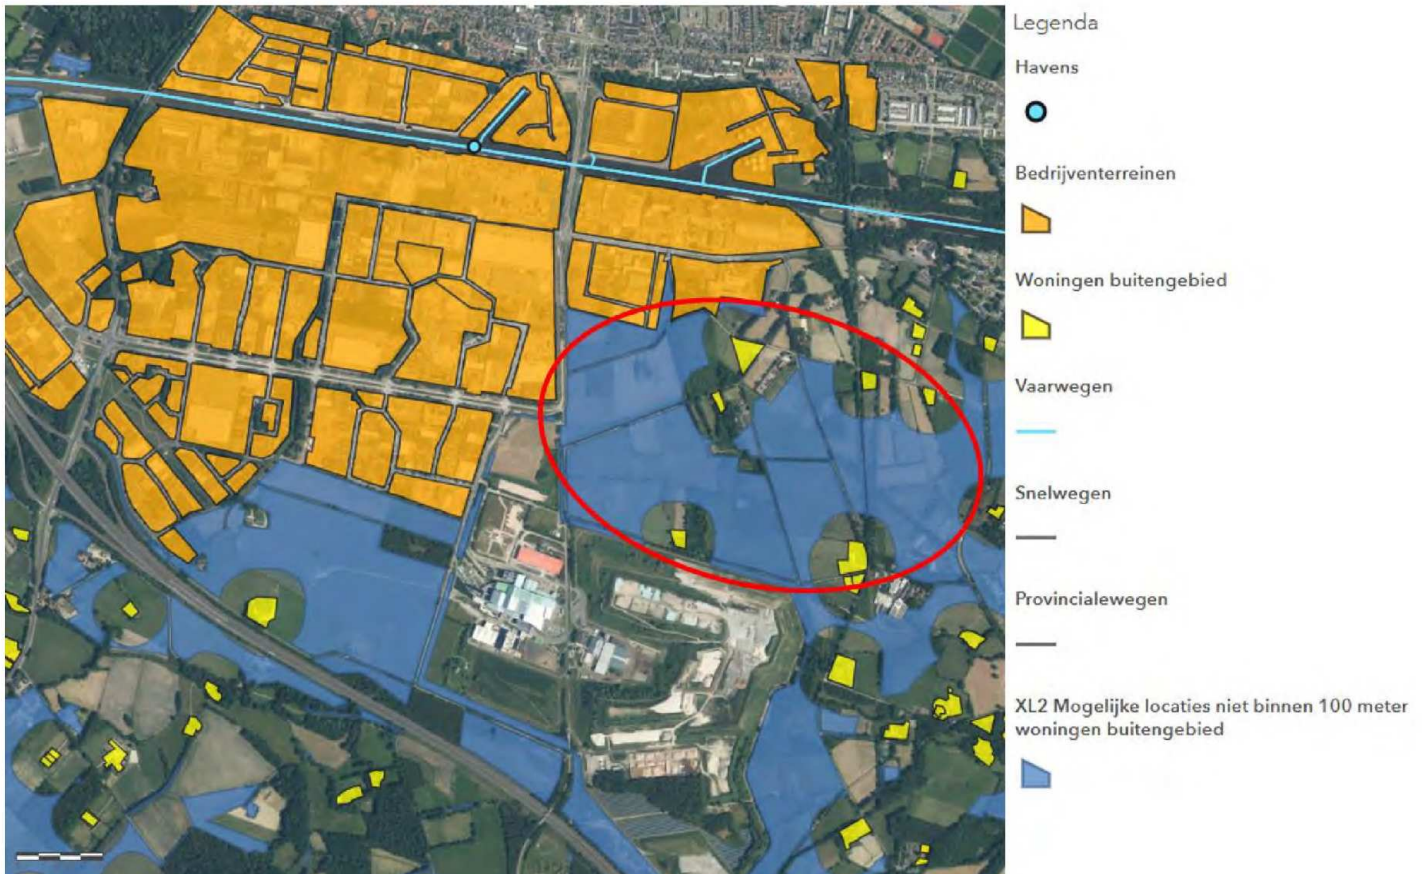 Legenda
Havens
Bedrijventerreinen
Woningen buitengebied
Vaarwegen
Snelwegen
Provincialewegen
XL2 Mogelijke locaties niet binnen 100 meter
woningen buitengebied